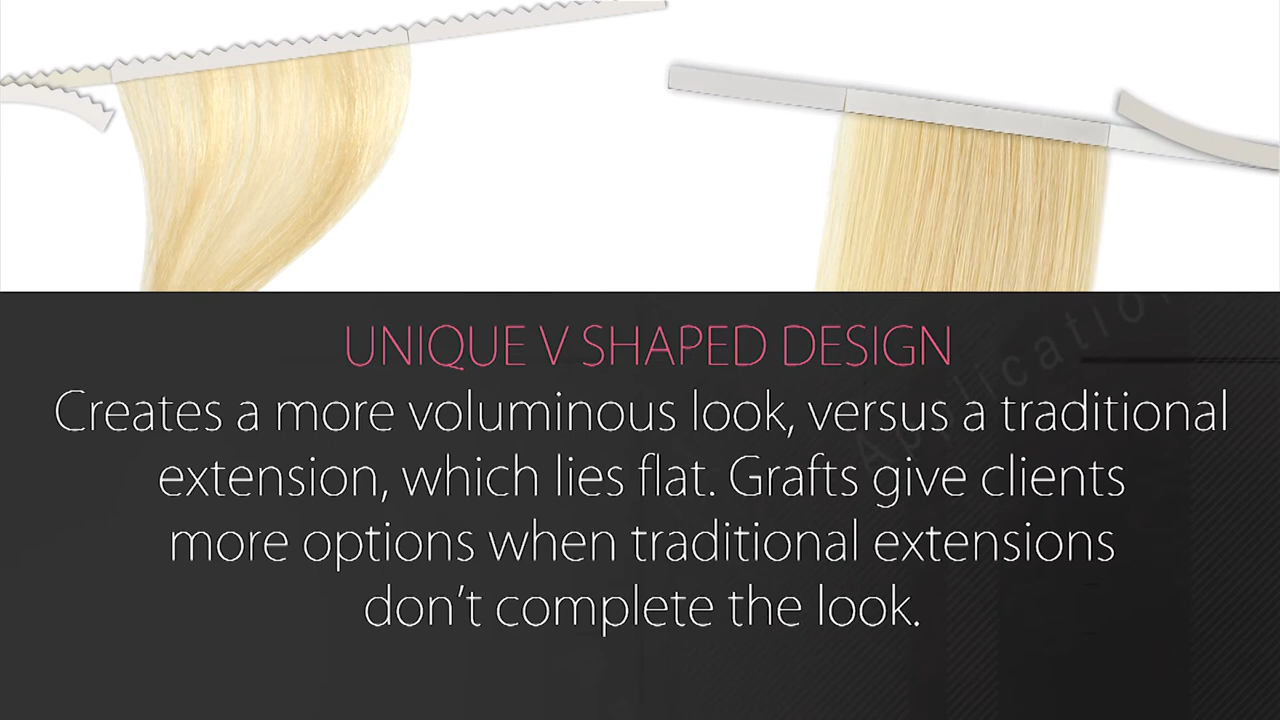 UNIQUE V SHAPED DESIGN
Creates a more voluminous look, versus a traditional
extension, which lies flat. Grafts give clients
more options when traditional extensions
don’t complete the look.
Application